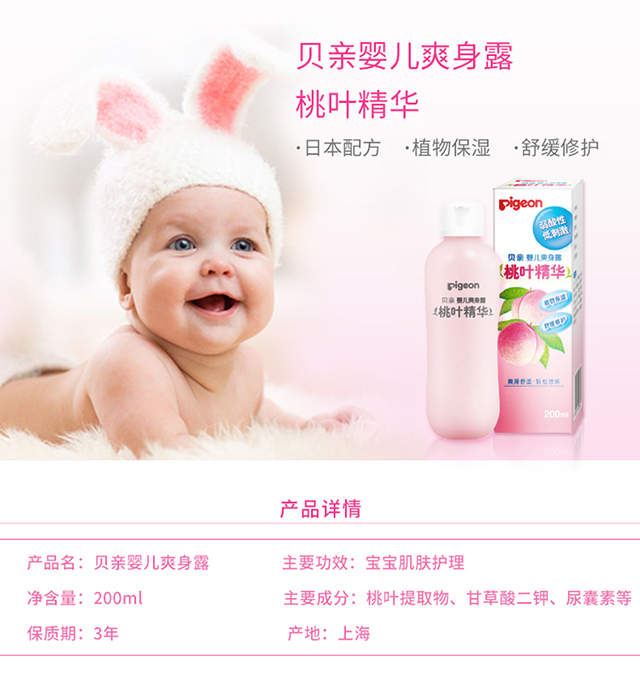 贝亲婴儿爽身露
桃叶精华
·日本配方 ·植物保湿 ·舒缓修护
Pigeon
弱酸性
低刺激
贝亲 婴儿爽身露
桃叶精华
植物保湿
舒缓修护
200ml
Pigeon
贝亲 婴儿爽身露
桃叶精华
产品详情
产品名：贝亲婴儿爽身露 主要功效：宝宝肌肤护理
净含量：200ml 主要成分：桃叶提取物、甘草酸二钾、尿囊素等
保质期：3年 产地：上海